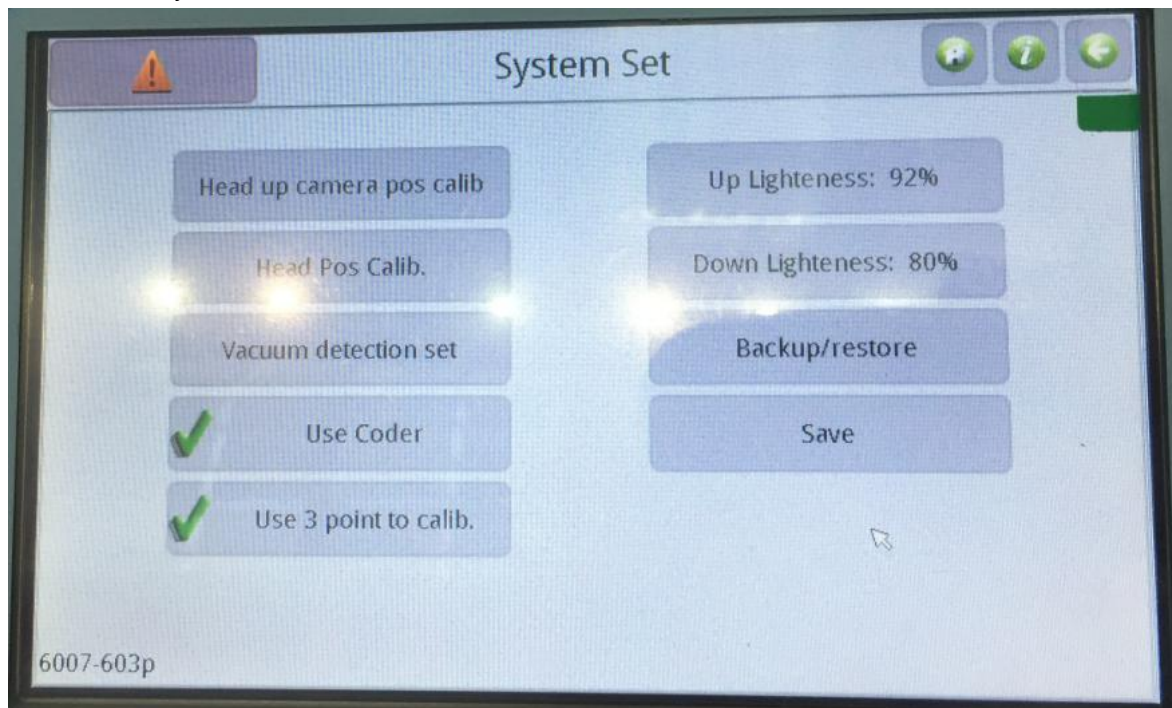 System Set
Head up camera pos calib
Up Lighteness: 92%
Head Pos Calib.
Down Lighteness: 80%
Vacuum detection set
Backup/restore
Use Coder
Save
Use 3 point to calib.
6007-603p